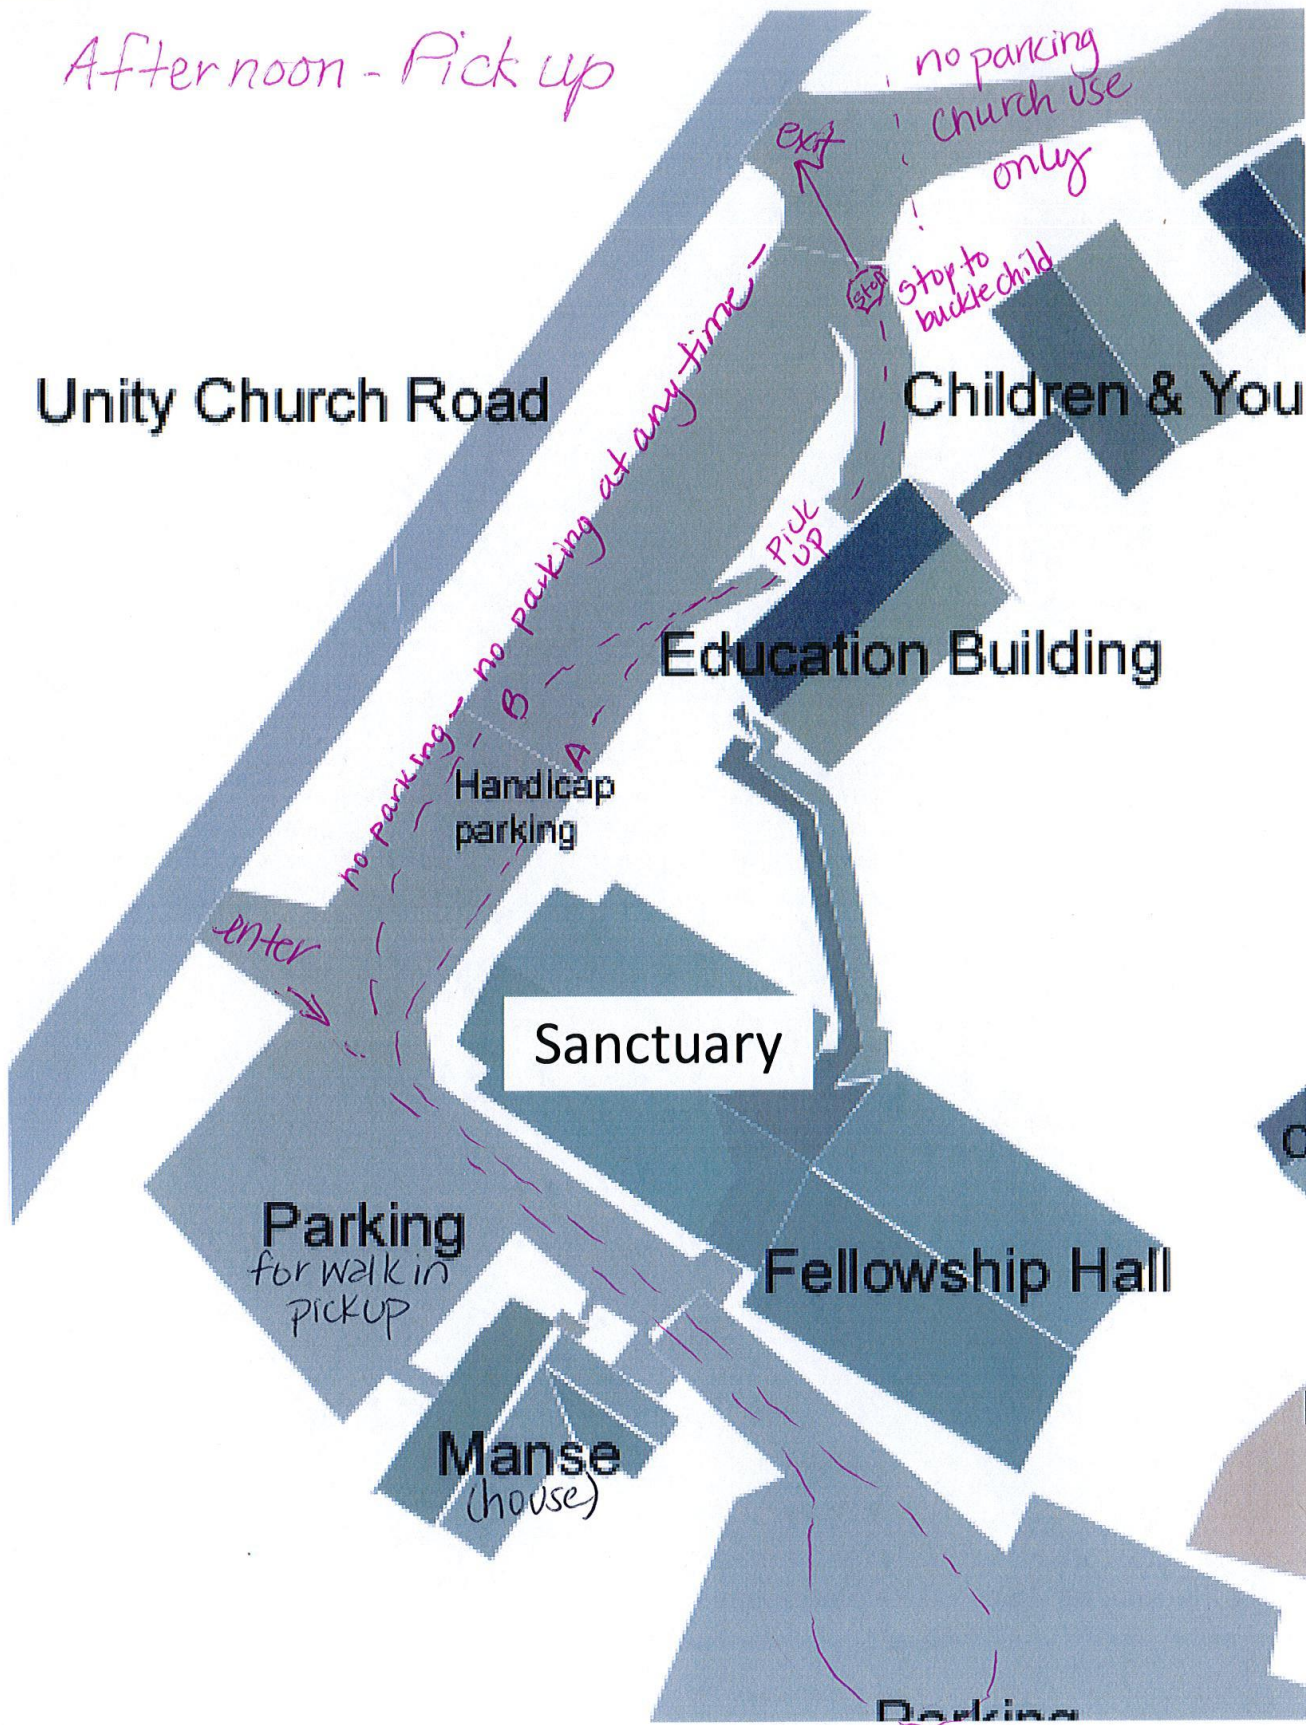 Afternoon - Pick up
no parking
church use
only
exit
stop
stop to
buckle child
Unity Church Road
Children & You
no parking - no parking at any time -
PICK
UP
Education Building
B
A
Handicap
parking
enter
Sanctuary
C
Parking
for walk in
pickup
Fellowship Hall
Manse
(house)
Parking